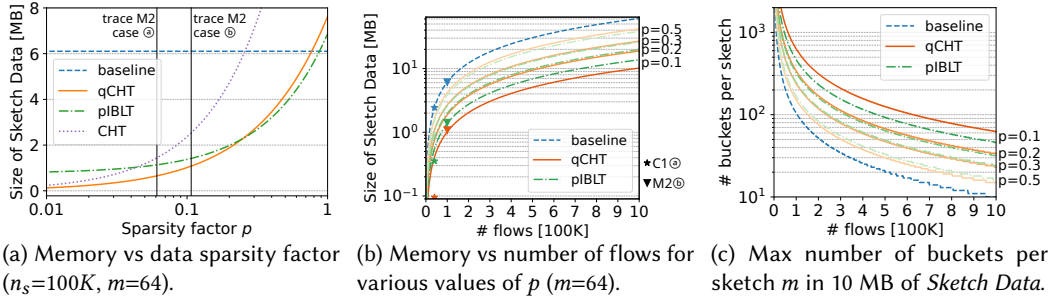 trace M2
case ⓐ
trace M2
case ⓑ
Size of Sketch Data [MB]
8
6
4
2
0
baseline
qCHT
pIBLT
CHT
0.01
0.1
1
Sparsity factor p
(a) Memory vs data sparsity factor
(nₛ=100K, m=64).
Size of Sketch Data [MB]
10¹
10⁰
10⁻¹
p=0.5
p=0.3
p=0.2
p=0.1
baseline
qCHT
pIBLT
★C1ⓐ
▼M2ⓑ
0 1 2 3 4 5 6 7 8 9 10
# flows [100K]
(b) Memory vs number of flows for
various values of p (m=64).
# buckets per sketch
10³
10²
10¹
baseline
qCHT
pIBLT
p=0.1
p=0.2
p=0.3
p=0.5
0 1 2 3 4 5 6 7 8 9 10
# flows [100K]
(c) Max number of buckets per
sketch m in 10 MB of Sketch Data.